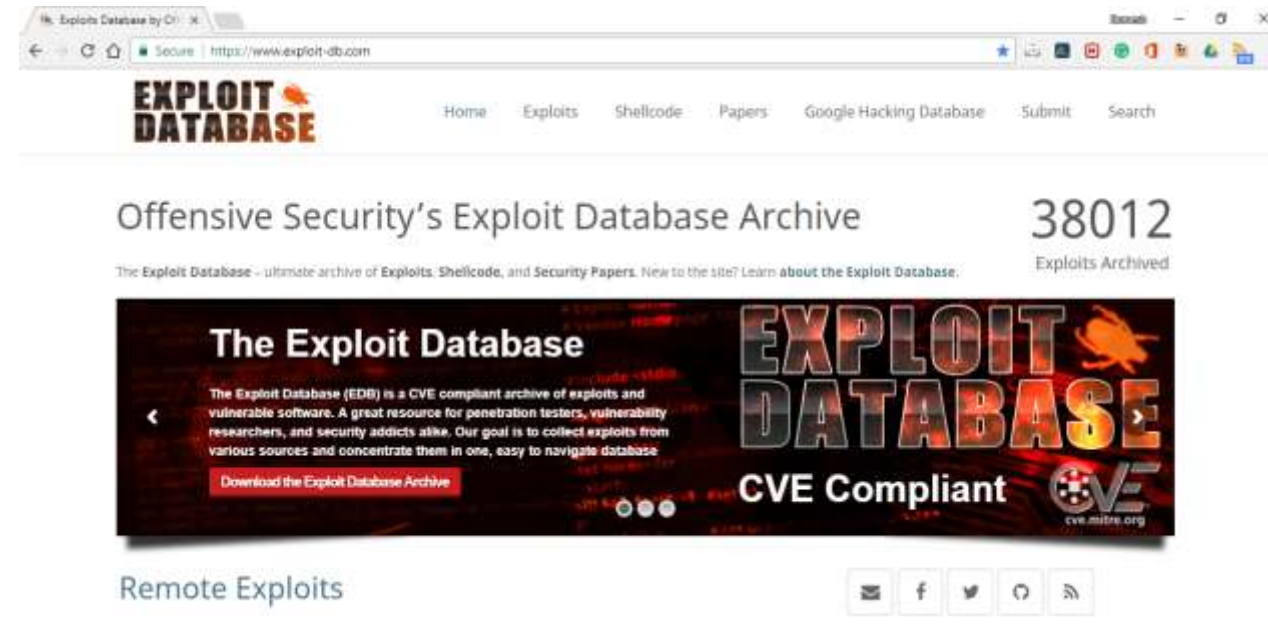 Exploits Database by Of
Secure | https://www.exploit-db.com
EXPLOIT
DATABASE
Home Exploits Shellcode Papers Google Hacking Database Submit Search
Offensive Security's Exploit Database Archive
38012
Exploits Archived
The Exploit Database – ultimate archive of Exploits, Shellcode, and Security Papers. New to the site? Learn about the Exploit Database.
The Exploit Database
The Exploit Database (EDB) is a CVE compliant archive of exploits and
vulnerable software. A great resource for penetration testers, vulnerability
researchers, and security addicts alike. Our goal is to collect exploits from
various sources and concentrate them in one, easy to navigate database
Download the Exploit Database Archive
EXPLOIT
DATABASE
CVE Compliant
CVE
cve.mitre.org
Remote Exploits